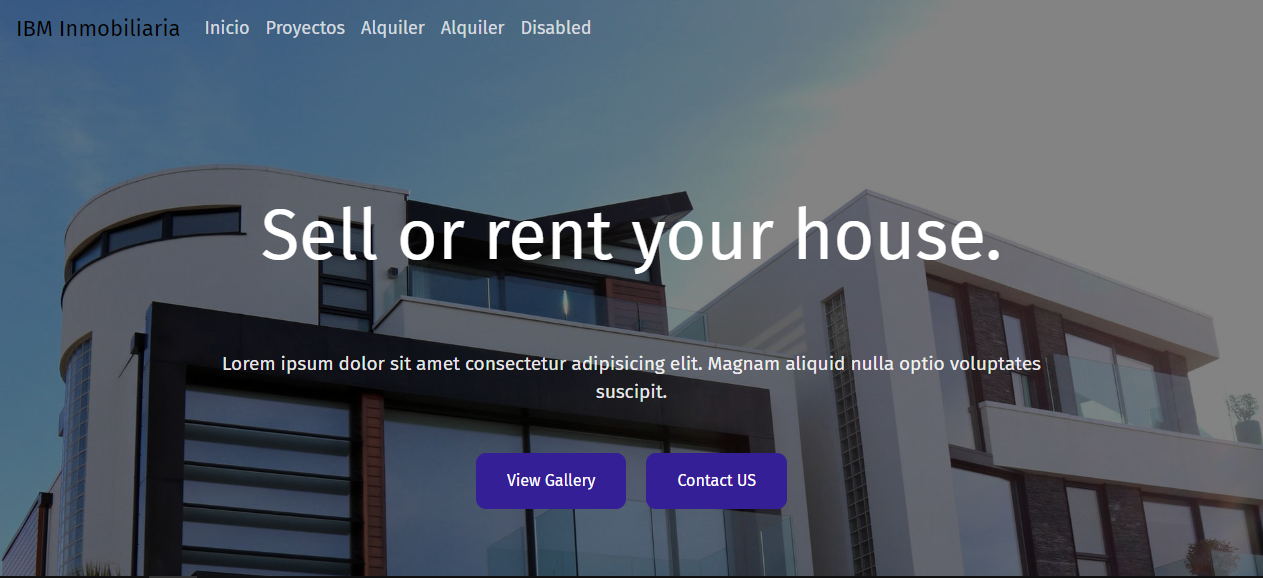 IBM Inmobiliaria Inicio Proyectos Alquiler Alquiler Disabled
Sell or rent your house.
Lorem ipsum dolor sit amet consectetur adipisicing elit. Magnam aliquid nulla optio voluptates
suscipit.
View Gallery Contact US